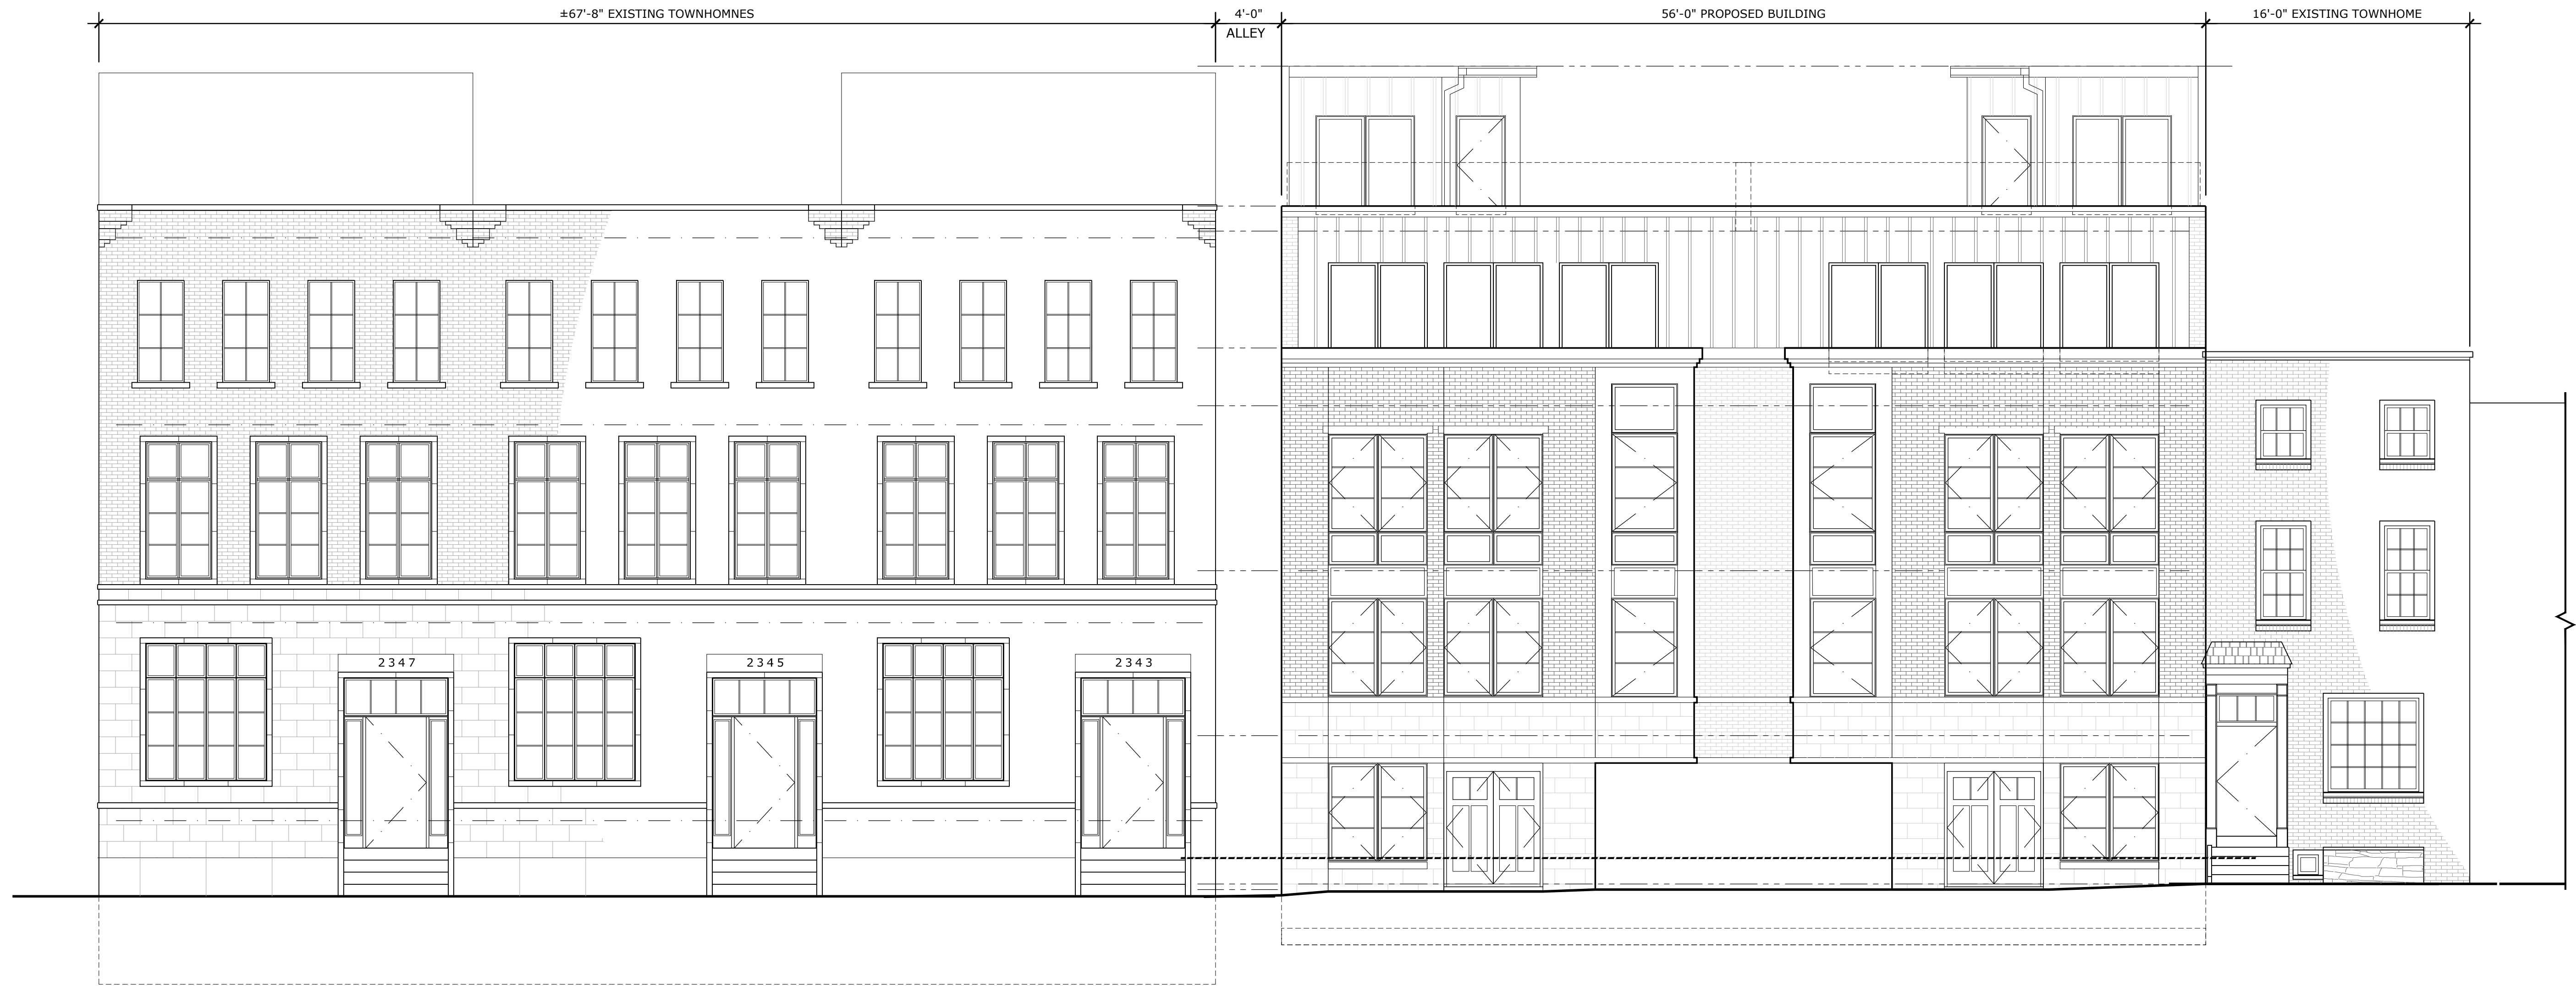 ±67'-8" EXISTING TOWNHOMNES
4'-0"
ALLEY
56'-0" PROPOSED BUILDING
16'-0" EXISTING TOWNHOME
2347
2345
2343